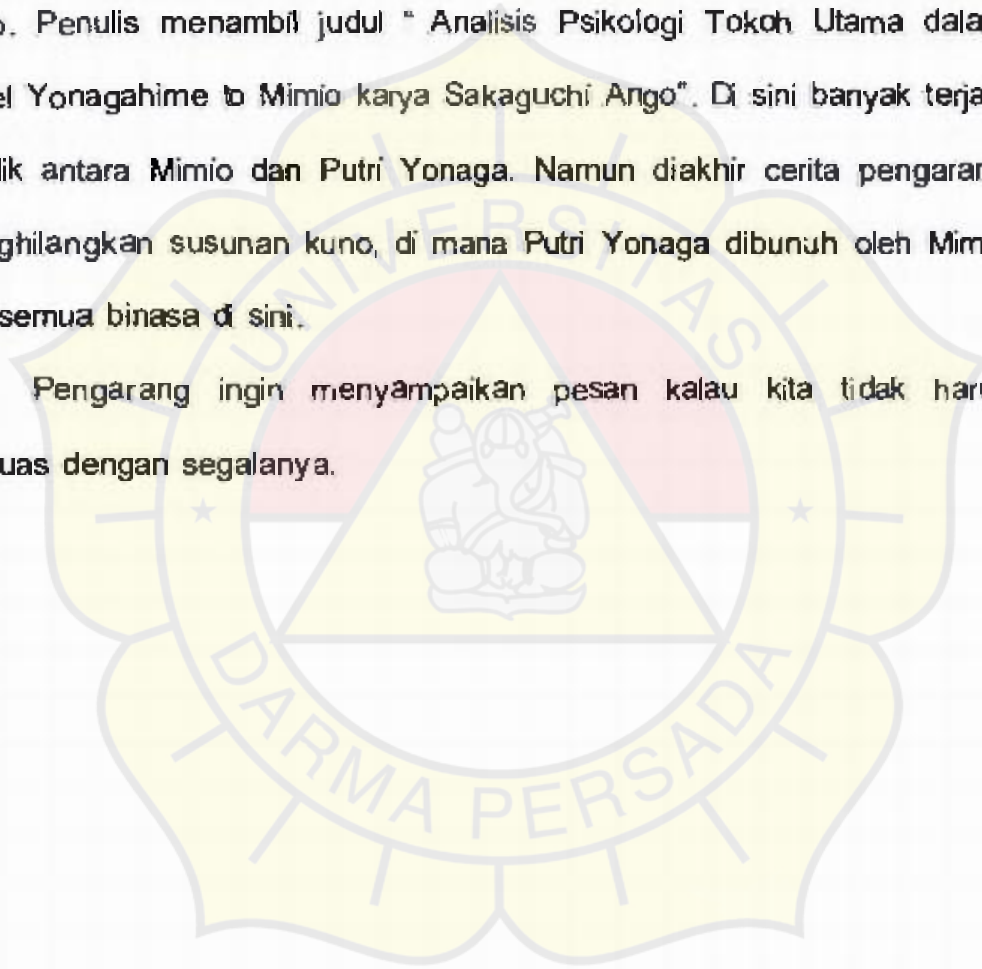 o. Penulis menambil judul " Analisis Psikologi Tokoh Utama dala
el Yonagahime to Mimio karya Sakaguchi Ango". Di sini banyak terja
lik antara Mimio dan Putri Yonaga. Namun diakhir cerita pengaran
ghilangkan susunan kuno, di mana Putri Yonaga dibunuh oleh Mim
semua binasa di sini.
Pengarang ingin menyampaikan pesan kalau kita tidak haru
uas dengan segalanya.
UNIVERSITAS
DARMA PERSADA